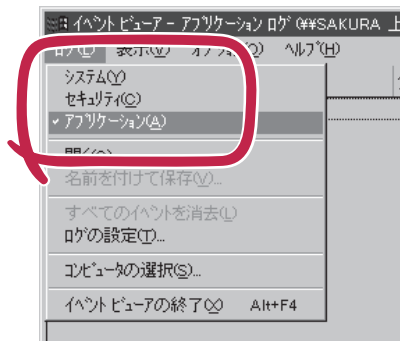 イベント ビューアー - アプリケーション ログ (¥¥SAKURA 上
ログ(L) 表示(V) オプション(O) ヘルプ(H)
システム(Y)
セキュリティ(C)
アプリケーション(A)
開く(O)...
名前を付けて保存(V)...
すべてのイベントを消去(L)
ログの設定(T)...
コンピュータの選択(S)...
イベント ビューアの終了(X) Alt+F4